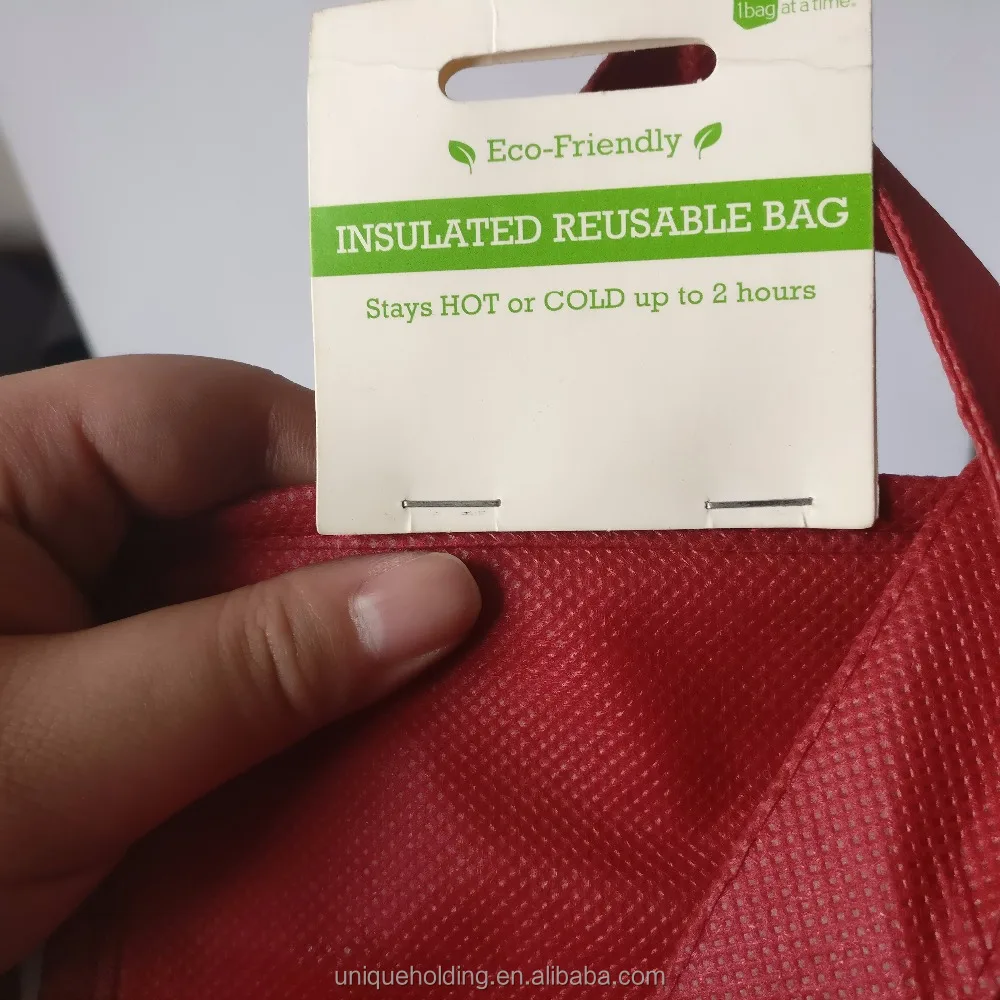 1bag at a time.
Eco-Friendly
INSULATED REUSABLE BAG
Stays HOT or COLD up to 2 hours
uniqueholding.en.alibaba.com